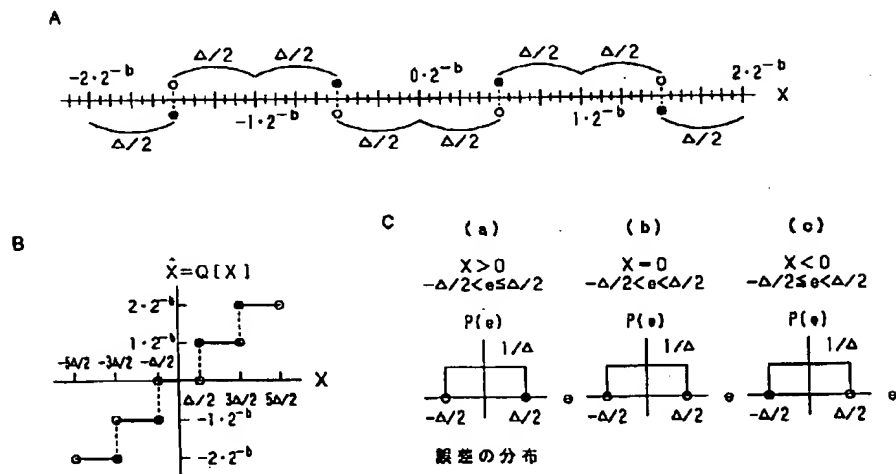 A
Δ/2 Δ/2 Δ/2 Δ/2
-2・2⁻ᵇ 0・2⁻ᵇ 2・2⁻ᵇ
X
-1・2⁻ᵇ 1・2⁻ᵇ
Δ/2 Δ/2 Δ/2 Δ/2
B
X̂=Q[X]
2・2⁻ᵇ
1・2⁻ᵇ
-5Δ/2 -3Δ/2 -Δ/2
X
Δ/2 3Δ/2 5Δ/2
-1・2⁻ᵇ
-2・2⁻ᵇ
C
(a) (b) (c)
X>0 X=0 X<0
-Δ/2<e≦Δ/2 -Δ/2<e<Δ/2 -Δ/2≦e<Δ/2
P(e) P(e) P(e)
1/Δ 1/Δ 1/Δ
-Δ/2 Δ/2 e -Δ/2 Δ/2 e -Δ/2 Δ/2 e
誤差の分布